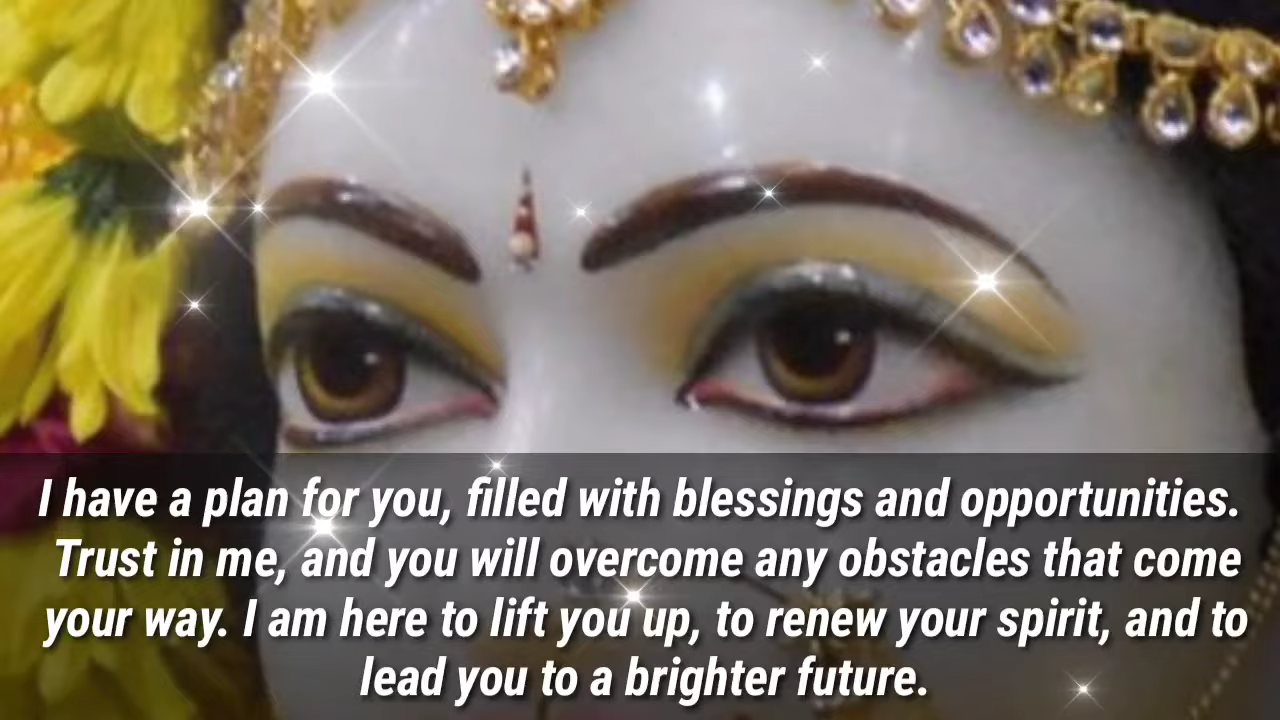 I have a plan for you, filled with blessings and opportunities.
Trust in me, and you will overcome any obstacles that come
your way. I am here to lift you up, to renew your spirit, and to
lead you to a brighter future.